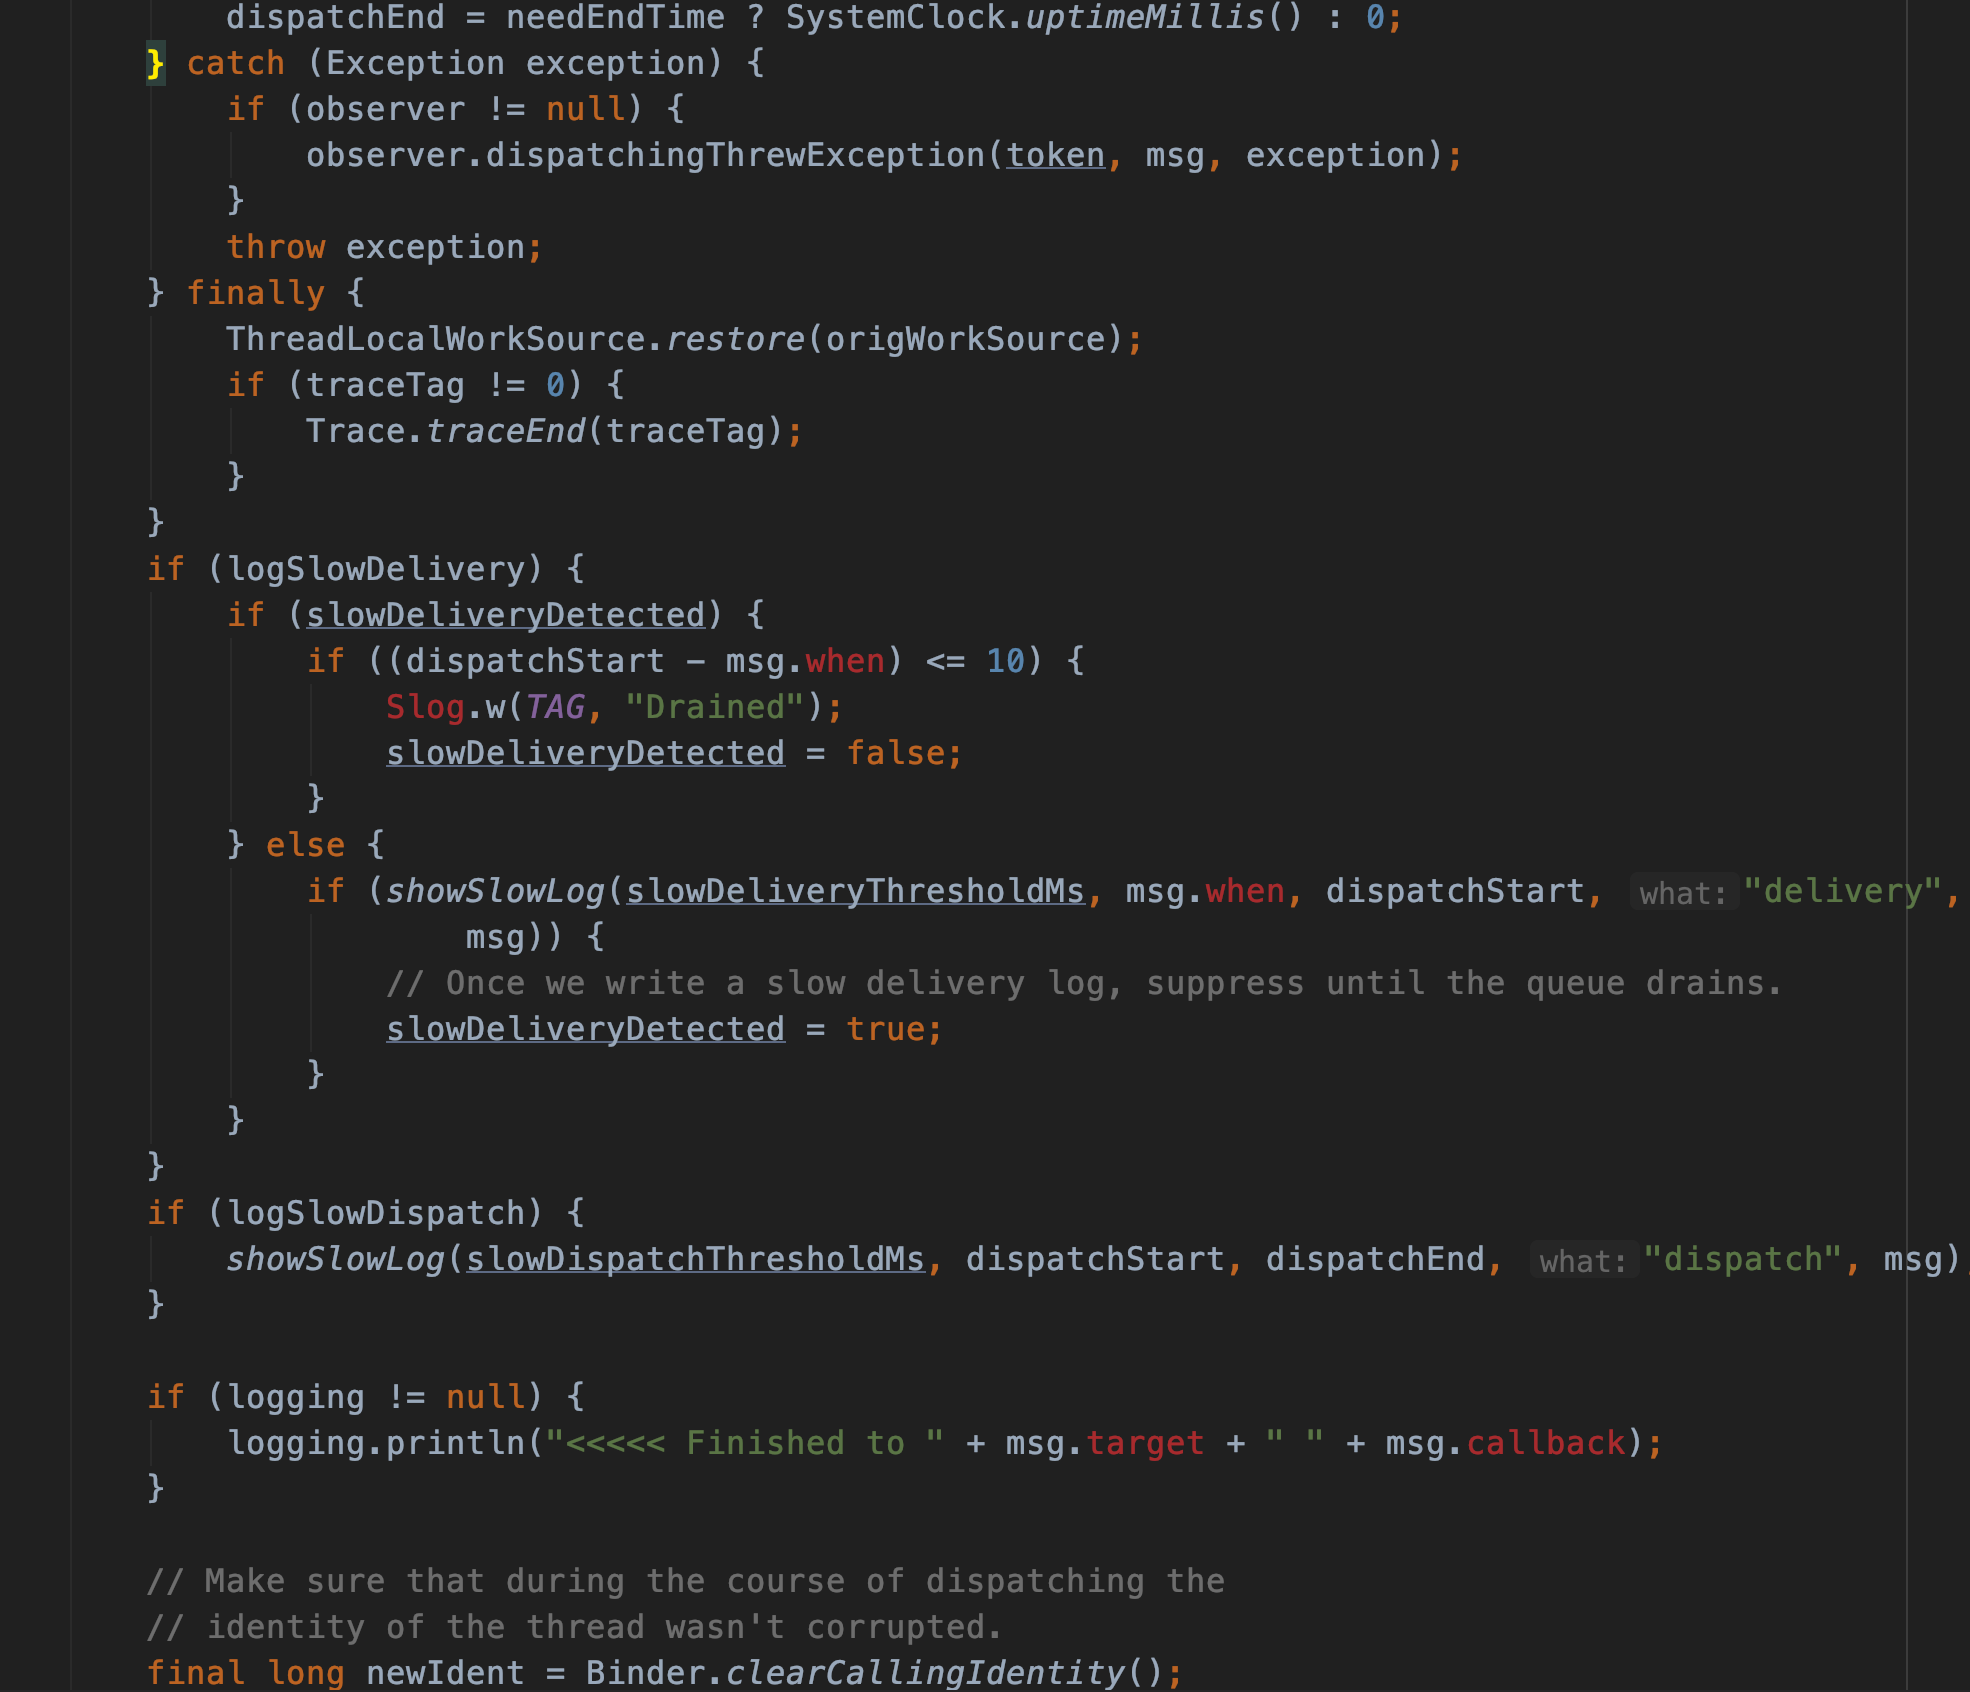 dispatchEnd = needEndTime ? SystemClock.uptimeMillis() : 0;
} catch (Exception exception) {
if (observer != null) {
observer.dispatchingThrewException(token, msg, exception);
}
throw exception;
} finally {
ThreadLocalWorkSource.restore(origWorkSource);
if (traceTag != 0) {
Trace.traceEnd(traceTag);
}
}
if (logSlowDelivery) {
if (slowDeliveryDetected) {
if ((dispatchStart - msg.when) <= 10) {
Slog.w(TAG, "Drained");
slowDeliveryDetected = false;
}
} else {
if (showSlowLog(slowDeliveryThresholdMs, msg.when, dispatchStart, what: "delivery",
msg)) {
// Once we write a slow delivery log, suppress until the queue drains.
slowDeliveryDetected = true;
}
}
}
if (logSlowDispatch) {
showSlowLog(slowDispatchThresholdMs, dispatchStart, dispatchEnd, what: "dispatch", msg)
}
if (logging != null) {
logging.println("<<<<< Finished to " + msg.target + " " + msg.callback);
}
// Make sure that during the course of dispatching the
// identity of the thread wasn't corrupted.
final long newIdent = Binder.clearCallingIdentity();